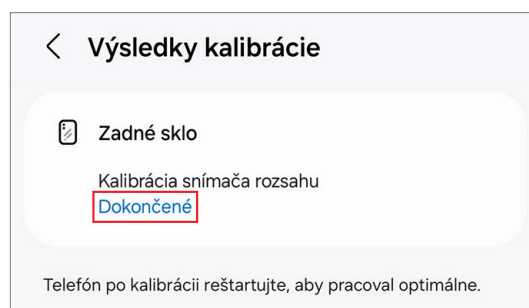 Výsledky kalibrácie
Zadné sklo
Kalibrácia snímača rozsahu
Dokončené
Telefón po kalibrácii reštartujte, aby pracoval optimálne.